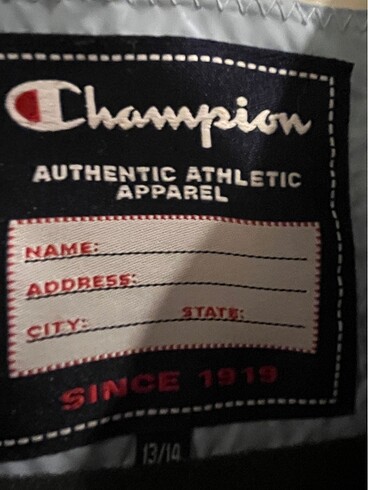 Champion
AUTHENTIC ATHLETIC
APPAREL
NAME:
ADDRESS:
CITY: STATE:
SINCE 1919
13/14